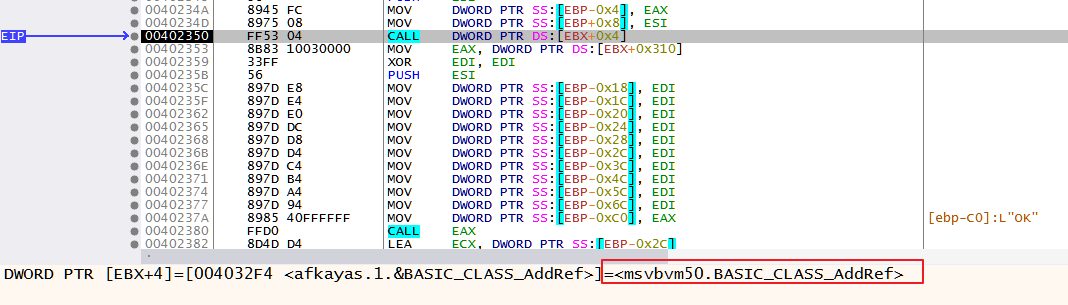 0040234A 8945 FC MOV DWORD PTR SS:[EBP-0x4], EAX
0040234D 8975 08 MOV DWORD PTR SS:[EBP+0x8], ESI
EIP 00402350 FF53 04 CALL DWORD PTR DS:[EBX+0x4]
00402353 8B83 10030000 MOV EAX, DWORD PTR DS:[EBX+0x310]
00402359 33FF XOR EDI, EDI
0040235B 56 PUSH ESI
0040235C 897D E8 MOV DWORD PTR SS:[EBP-0x18], EDI
0040235F 897D E4 MOV DWORD PTR SS:[EBP-0x1C], EDI
00402362 897D E0 MOV DWORD PTR SS:[EBP-0x20], EDI
00402365 897D DC MOV DWORD PTR SS:[EBP-0x24], EDI
00402368 897D D8 MOV DWORD PTR SS:[EBP-0x28], EDI
0040236B 897D D4 MOV DWORD PTR SS:[EBP-0x2C], EDI
0040236E 897D C4 MOV DWORD PTR SS:[EBP-0x3C], EDI
00402371 897D B4 MOV DWORD PTR SS:[EBP-0x4C], EDI
00402374 897D A4 MOV DWORD PTR SS:[EBP-0x5C], EDI
00402377 897D 94 MOV DWORD PTR SS:[EBP-0x6C], EDI
0040237A 8985 40FFFFFF MOV DWORD PTR SS:[EBP-0xC0], EAX [ebp-C0]:L"OK"
00402380 FFD0 CALL EAX
00402382 8D4D D4 LEA ECX, DWORD PTR SS:[EBP-0x2C]
DWORD PTR [EBX+4]=[004032F4 <afkayas.1.&BASIC_CLASS_AddRef>]=<msvbvm50.BASIC_CLASS_AddRef>